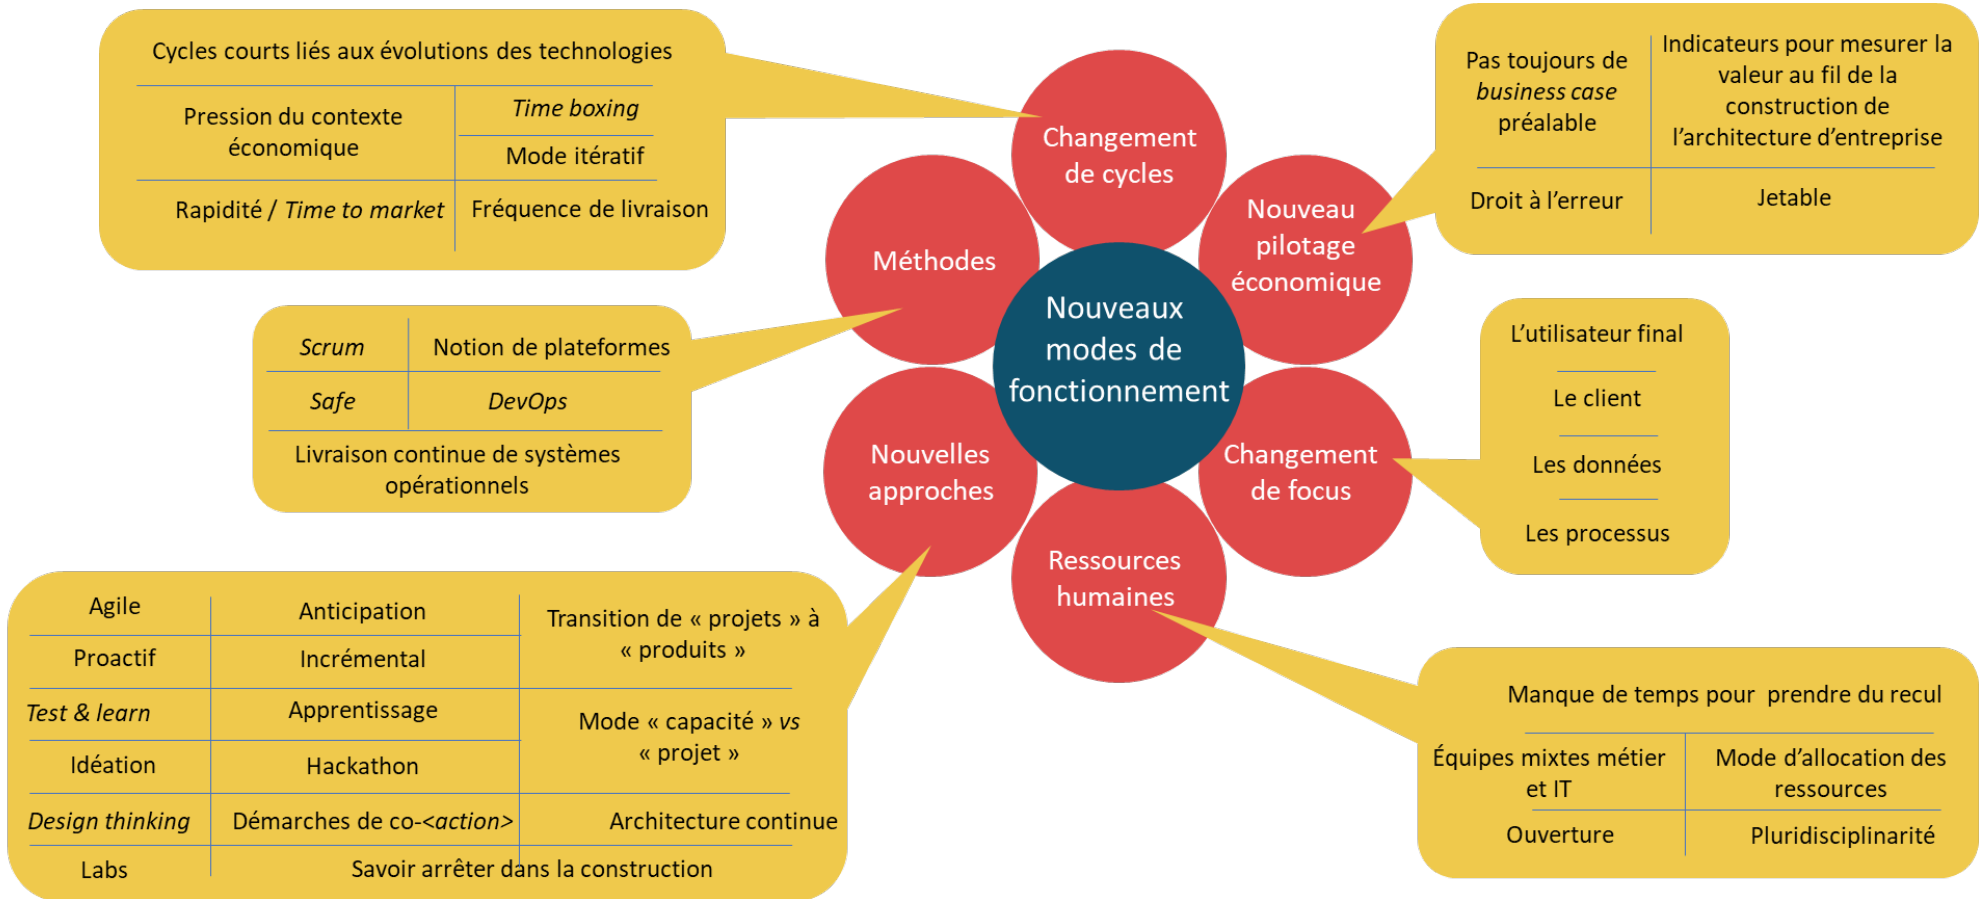 Cycles courts liés aux évolutions des technologies
Pression du contexte
économique
Time boxing
Mode itératif
Rapidité / Time to market
Fréquence de livraison
Changement
de cycles
Pas toujours de
business case
préalable
Indicateurs pour mesurer la
valeur au fil de la
construction de
l’architecture d’entreprise
Droit à l’erreur
Jetable
Nouveau
pilotage
économique
Méthodes
Nouveaux
modes de
fonctionnement
Scrum
Notion de plateformes
Safe
DevOps
Livraison continue de systèmes
opérationnels
L’utilisateur final
Le client
Les données
Les processus
Nouvelles
approches
Changement
de focus
Ressources
humaines
Agile
Anticipation
Transition de « projets » à
« produits »
Proactif
Incrémental
Test & learn
Apprentissage
Mode « capacité » vs
« projet »
Idéation
Hackathon
Design thinking
Démarches de co-<action>
Architecture continue
Labs
Savoir arrêter dans la construction
Manque de temps pour prendre du recul
Équipes mixtes métier
et IT
Mode d’allocation des
ressources
Ouverture
Pluridisciplinarité